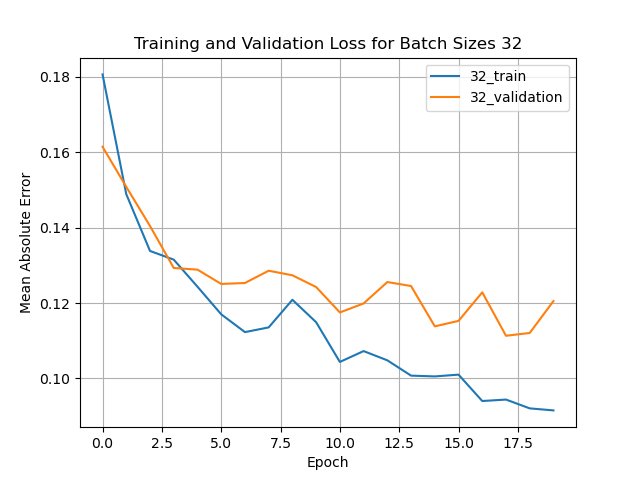 Training and Validation Loss for Batch Sizes 32
32_train
32_validation
Mean Absolute Error
0.18
0.16
0.14
0.12
0.10
0.0 2.5 5.0 7.5 10.0 12.5 15.0 17.5
Epoch